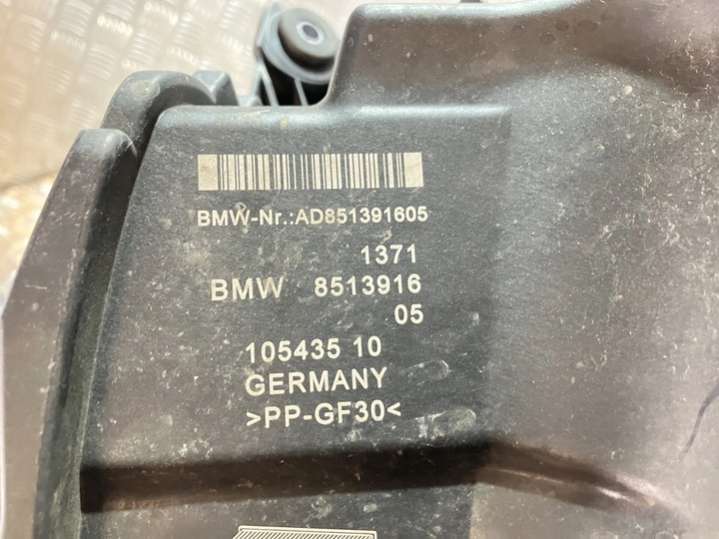 BMW-Nr.:AD851391605
1371
BMW 8513916
05
105435 10
GERMANY
>PP-GF30<